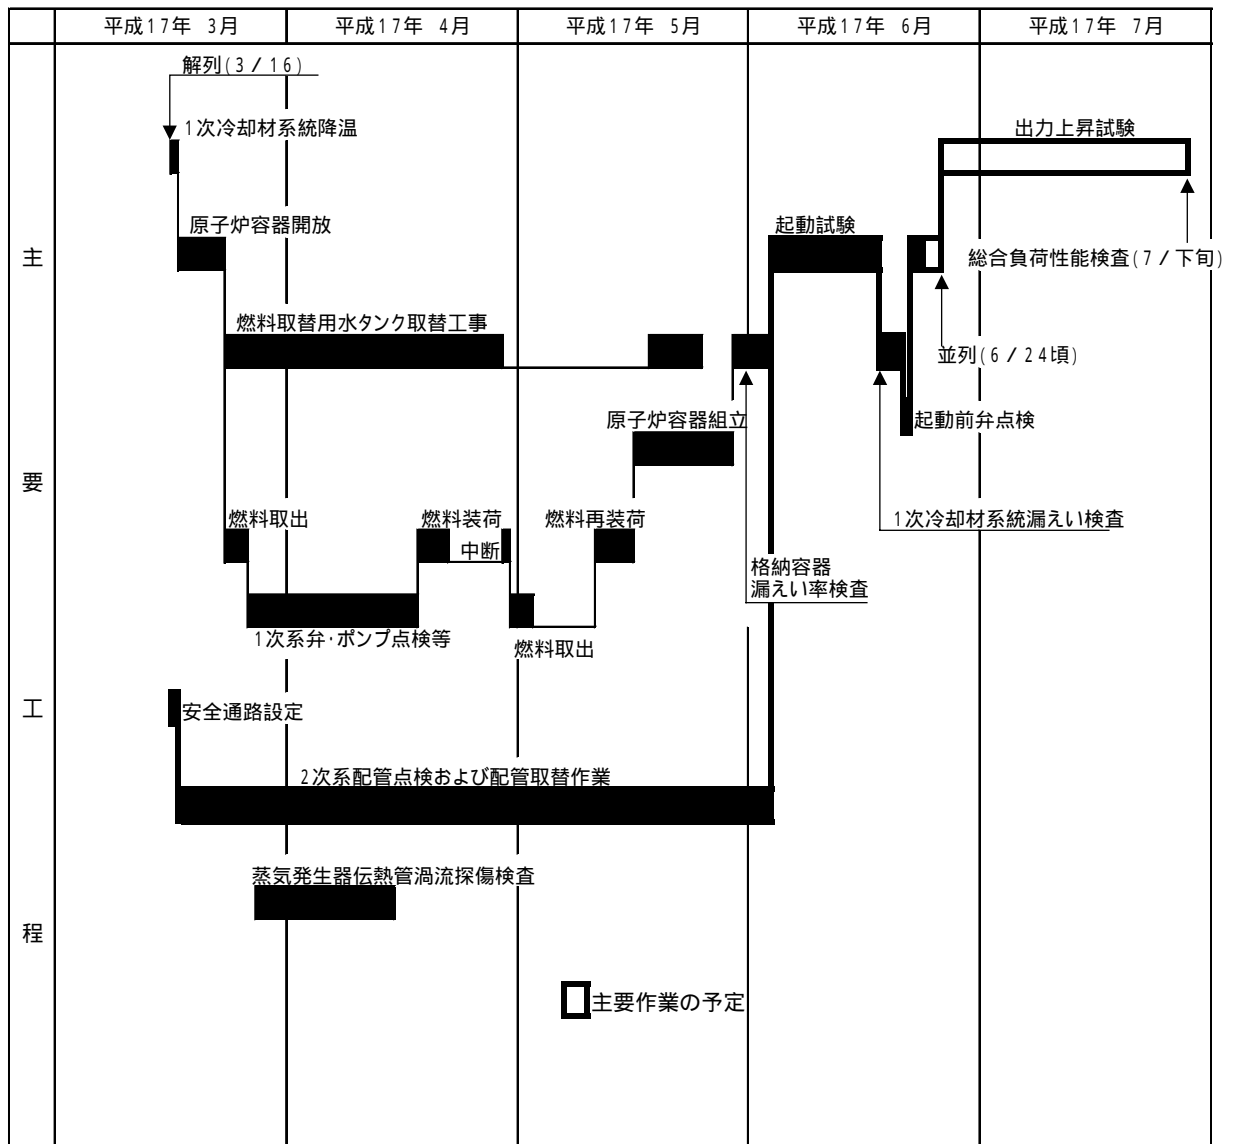 平成17年 3月 平成17年 4月 平成17年 5月 平成17年 6月 平成17年 7月
主要工程
解列(3/16)
1次冷却材系統降温
出力上昇試験
原子炉容器開放
起動試験
総合負荷性能検査(7/下旬)
燃料取替用水タンク取替工事
並列(6/24頃)
原子炉容器組立
起動前弁点検
燃料取出
燃料装荷
中断
燃料再装荷
1次冷却材系統漏えい検査
格納容器
漏えい率検査
1次系弁・ポンプ点検等
燃料取出
安全通路設定
2次系配管点検および配管取替作業
蒸気発生器伝熱管渦流探傷検査
主要作業の予定